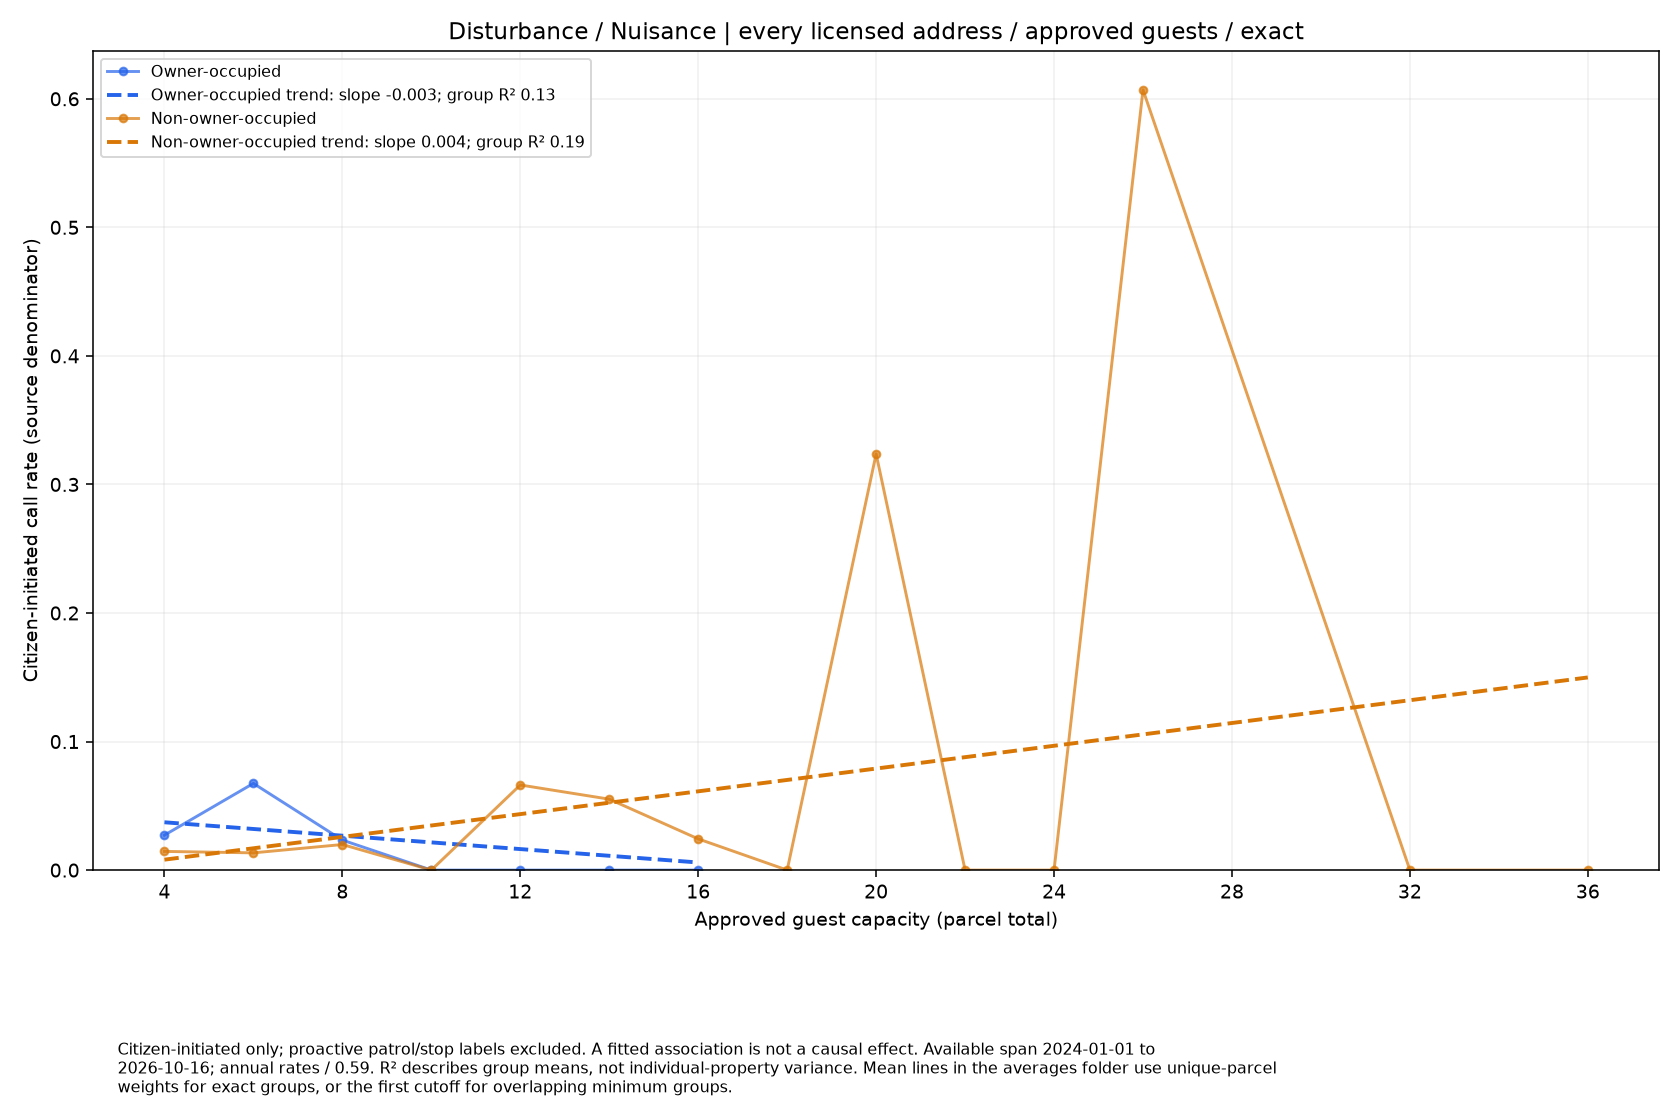 Disturbance / Nuisance | every licensed address / approved guests / exact
Owner-occupied
Owner-occupied trend: slope -0.003; group R² 0.13
Non-owner-occupied
Non-owner-occupied trend: slope 0.004; group R² 0.19
Citizen-initiated call rate (source denominator)
0.6
0.5
0.4
0.3
0.2
0.1
0.0
4 8 12 16 20 24 28 32 36
Approved guest capacity (parcel total)
Citizen-initiated only; proactive patrol/stop labels excluded. A fitted association is not a causal effect. Available span 2024-01-01 to
2026-10-16; annual rates / 0.59. R² describes group means, not individual-property variance. Mean lines in the averages folder use unique-parcel
weights for exact groups, or the first cutoff for overlapping minimum groups.